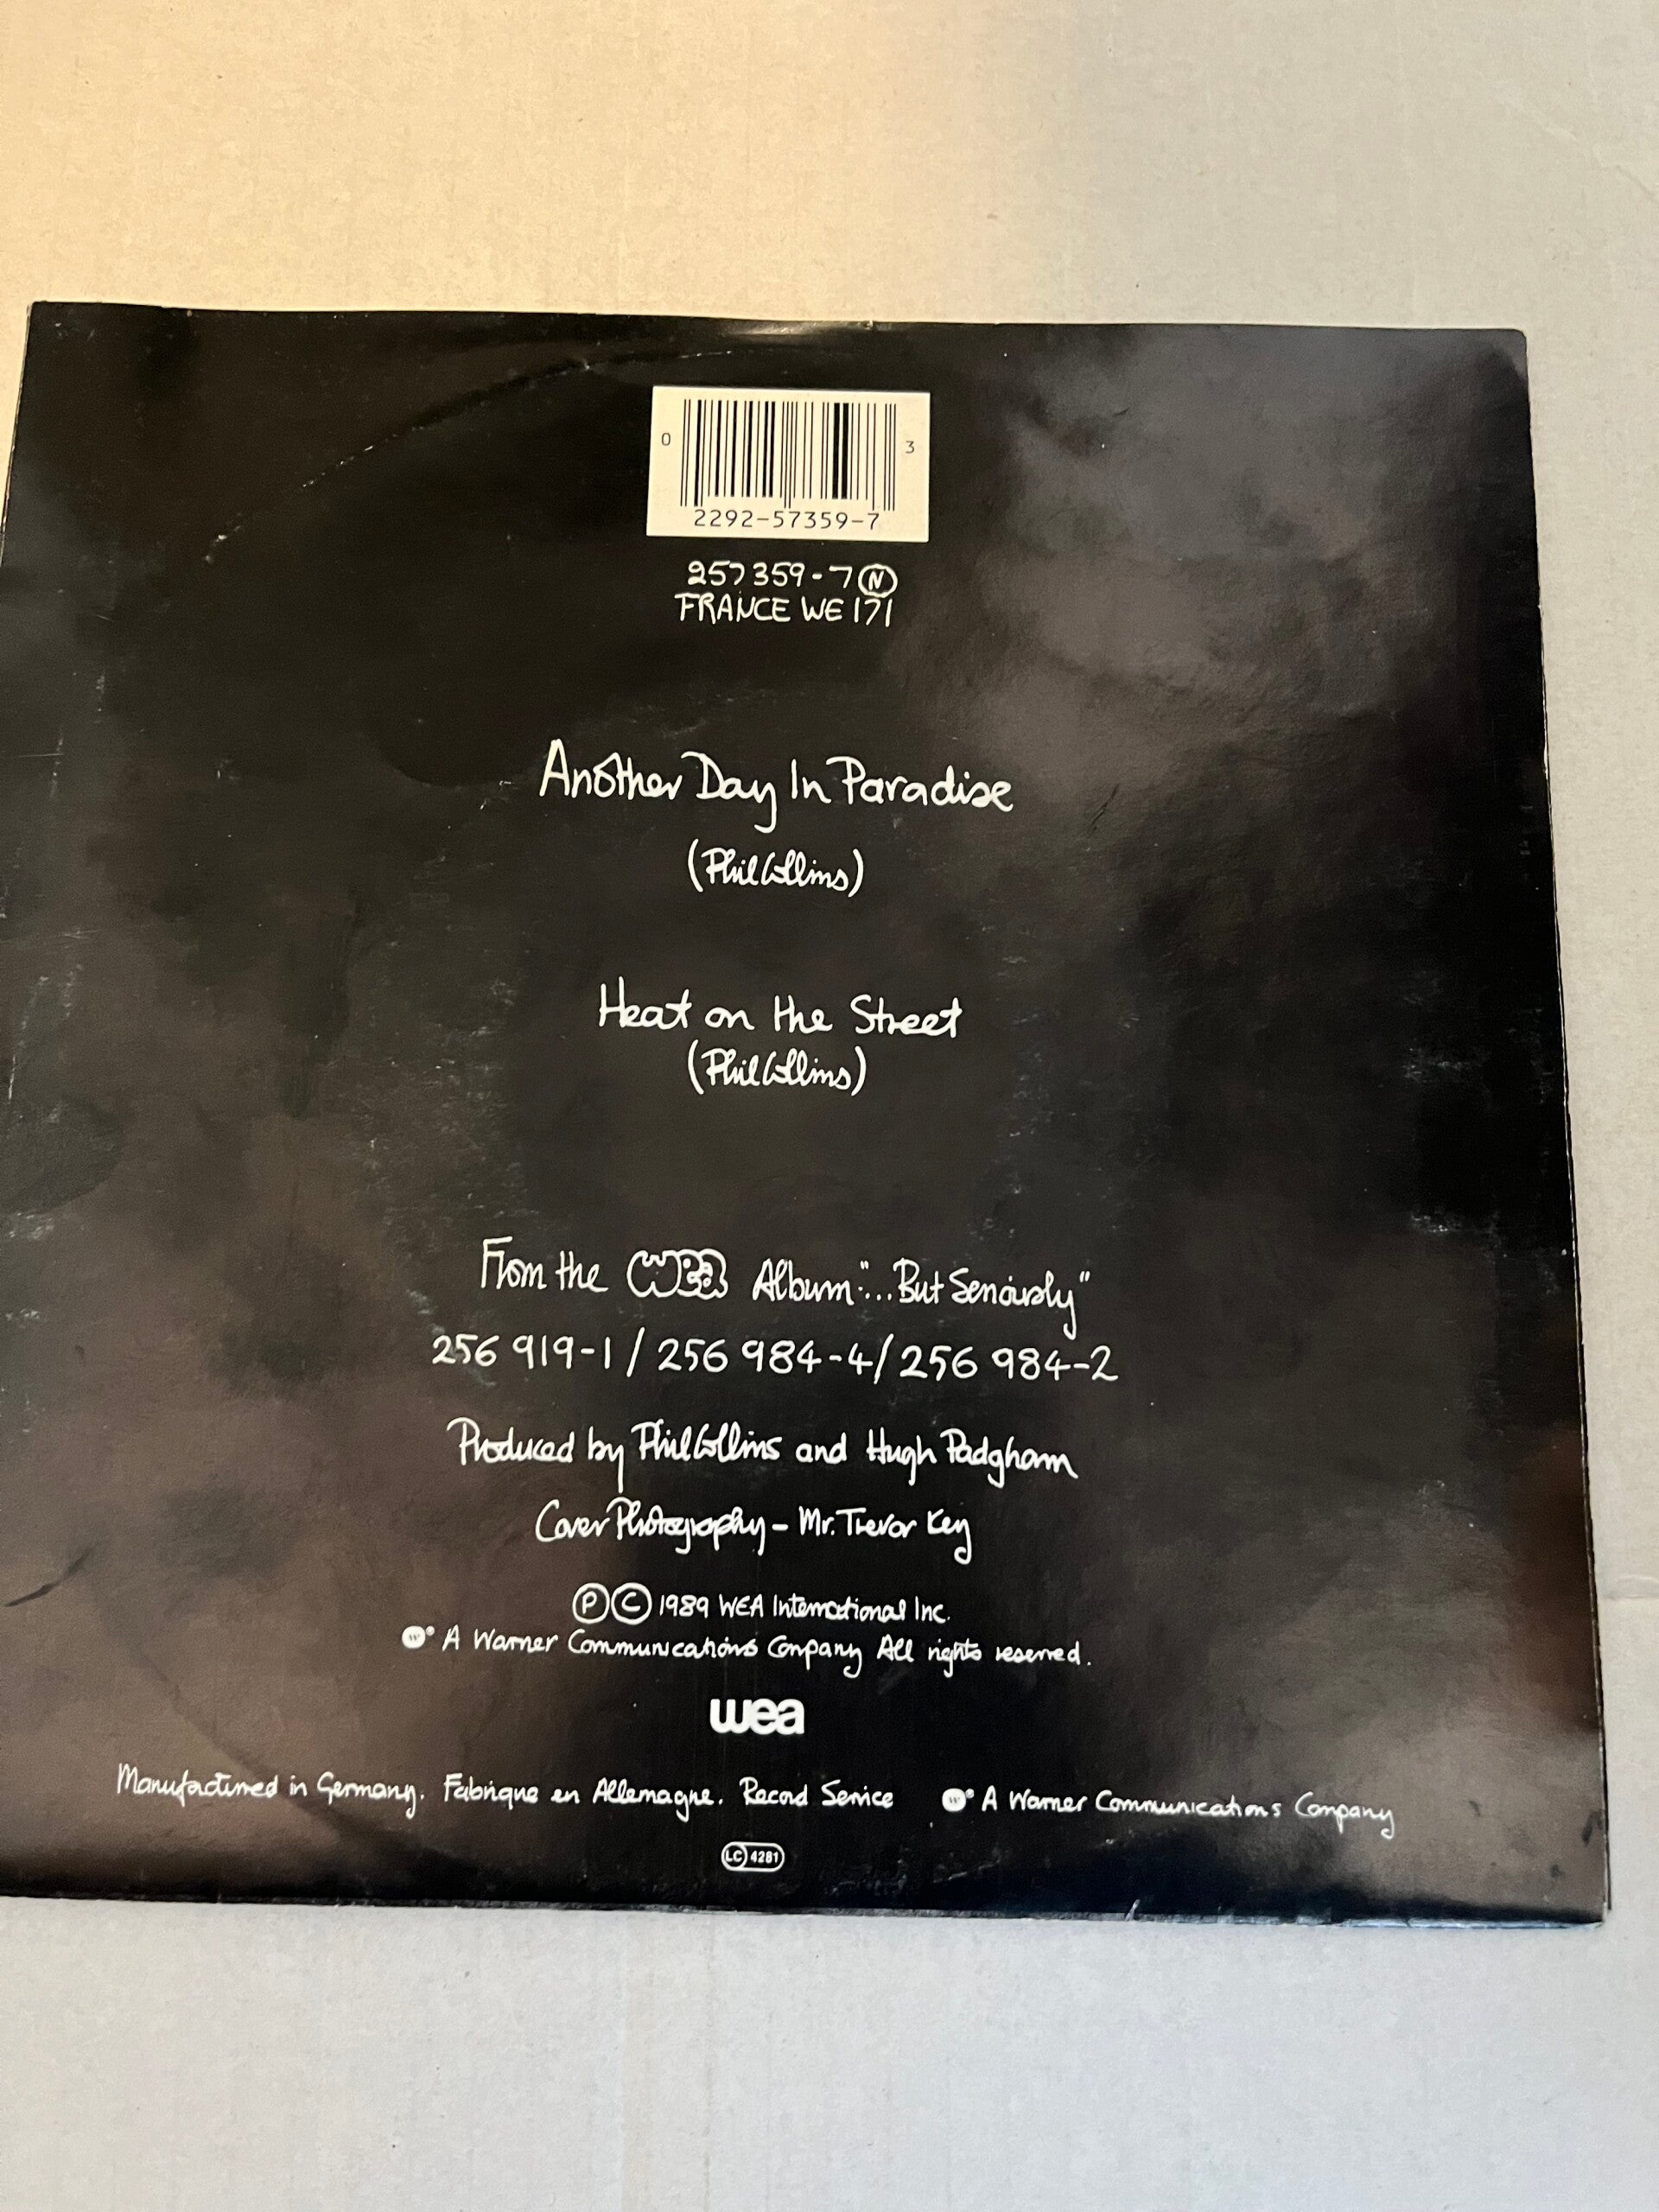 0 3
2292-57359-7
257 359-7 N
FRANCE WE 171
Another Day In Paradise
(Phil Collins)
Heat on the Street
(Phil Collins)
From the wea Album "...But Seriously"
256 919-1 / 256 984-4 / 256 984-2
Produced by Phil Collins and Hugh Padgham
Cover Photography - Mr. Trevor Key
Ⓟ Ⓒ 1989 WEA International Inc.
w A Warner Communications Company All rights reserved.
wea
Manufactured in Germany. Fabrique en Allemagne. Record Service w A Warner Communications Company
LC 4281